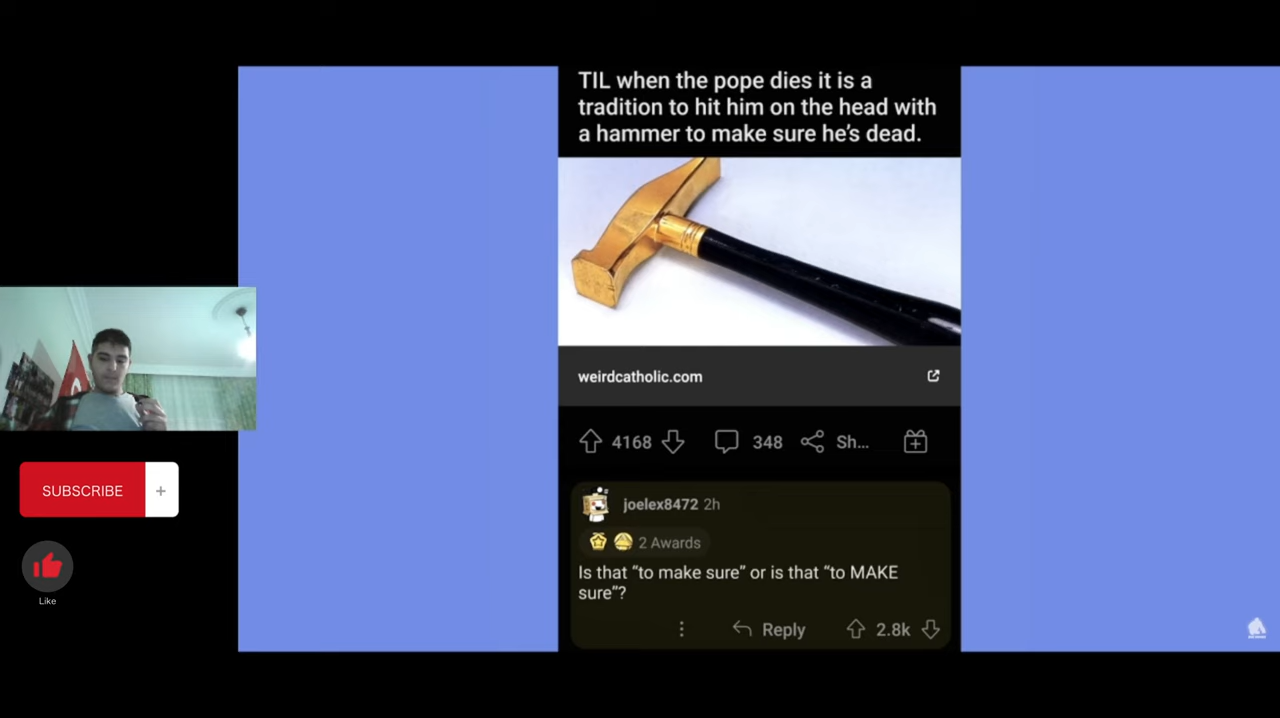 TIL when the pope dies it is a
tradition to hit him on the head with
a hammer to make sure he's dead.
weirdcatholic.com
4168
348
Sh...
joelex8472 2h
2 Awards
Is that “to make sure” or is that “to MAKE
sure”?
Reply
2.8k
SUBSCRIBE
+
Like